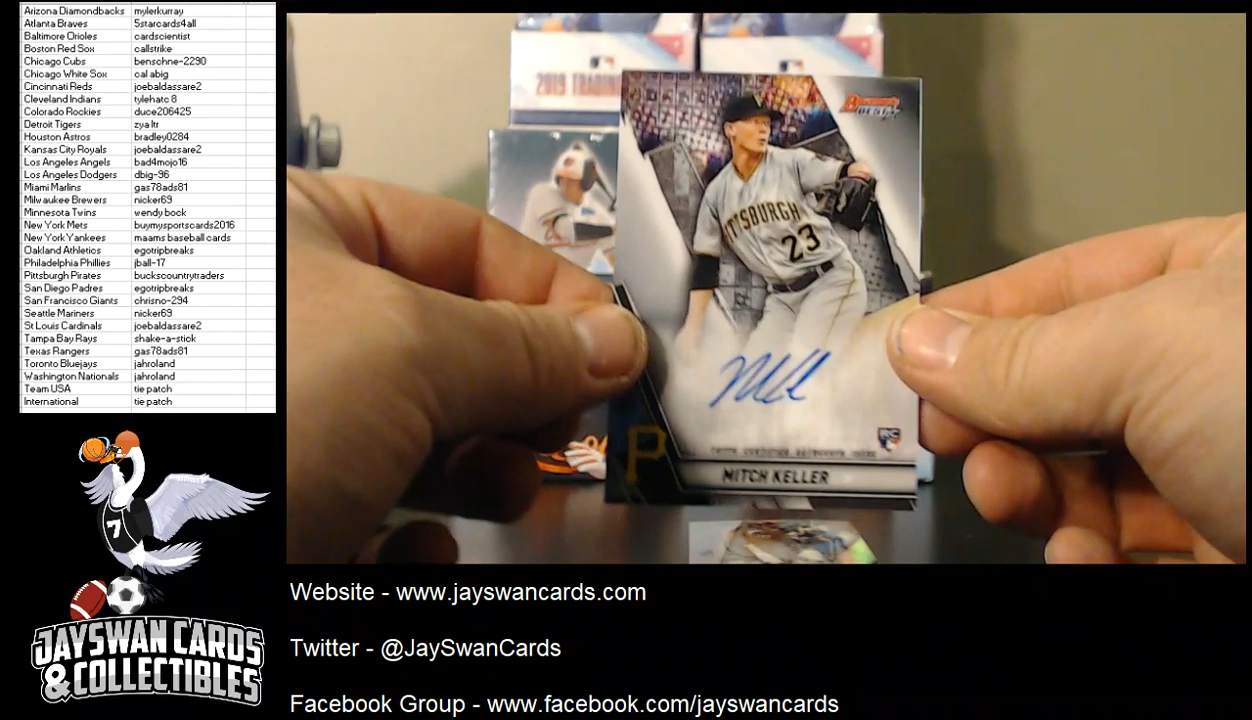 Arizona Diamondbacks mylerkurray
Atlanta Braves 5starcards4all
Baltimore Orioles cardscientist
Boston Red Sox callstrike
Chicago Cubs benschne-2290
Chicago White Sox cal abig
Cincinnati Reds joebaldassare2
Cleveland Indians tylehatc 8
Colorado Rockies duce206425
Detroit Tigers zya ltr
Houston Astros bradley0284
Kansas City Royals joebaldassare2
Los Angeles Angels bad4mojo16
Los Angeles Dodgers dbig-96
Miami Marlins gas78ads81
Milwaukee Brewers nicker69
Minnesota Twins wendy bock
New York Mets buymysportscards2016
New York Yankees maams baseball cards
Oakland Athletics egotripbreaks
Philadelphia Phillies jball-17
Pittsburgh Pirates buckscountrytraders
San Diego Padres egotripbreaks
San Francisco Giants chrisno-294
Seattle Mariners nicker69
St Louis Cardinals joebaldassare2
Tampa Bay Rays shake-a-stick
Texas Rangers gas78ads81
Toronto Bluejays jahroland
Washington Nationals jahroland
Team USA tie patch
International tie patch
2019 TRADING
Bowman's
BEST
PITTSBURGH
23
P
MITCH KELLER
7
JAYSWAN CARDS
& COLLECTIBLES
Website - www.jayswancards.com
Twitter - @JaySwanCards
Facebook Group - www.facebook.com/jayswancards